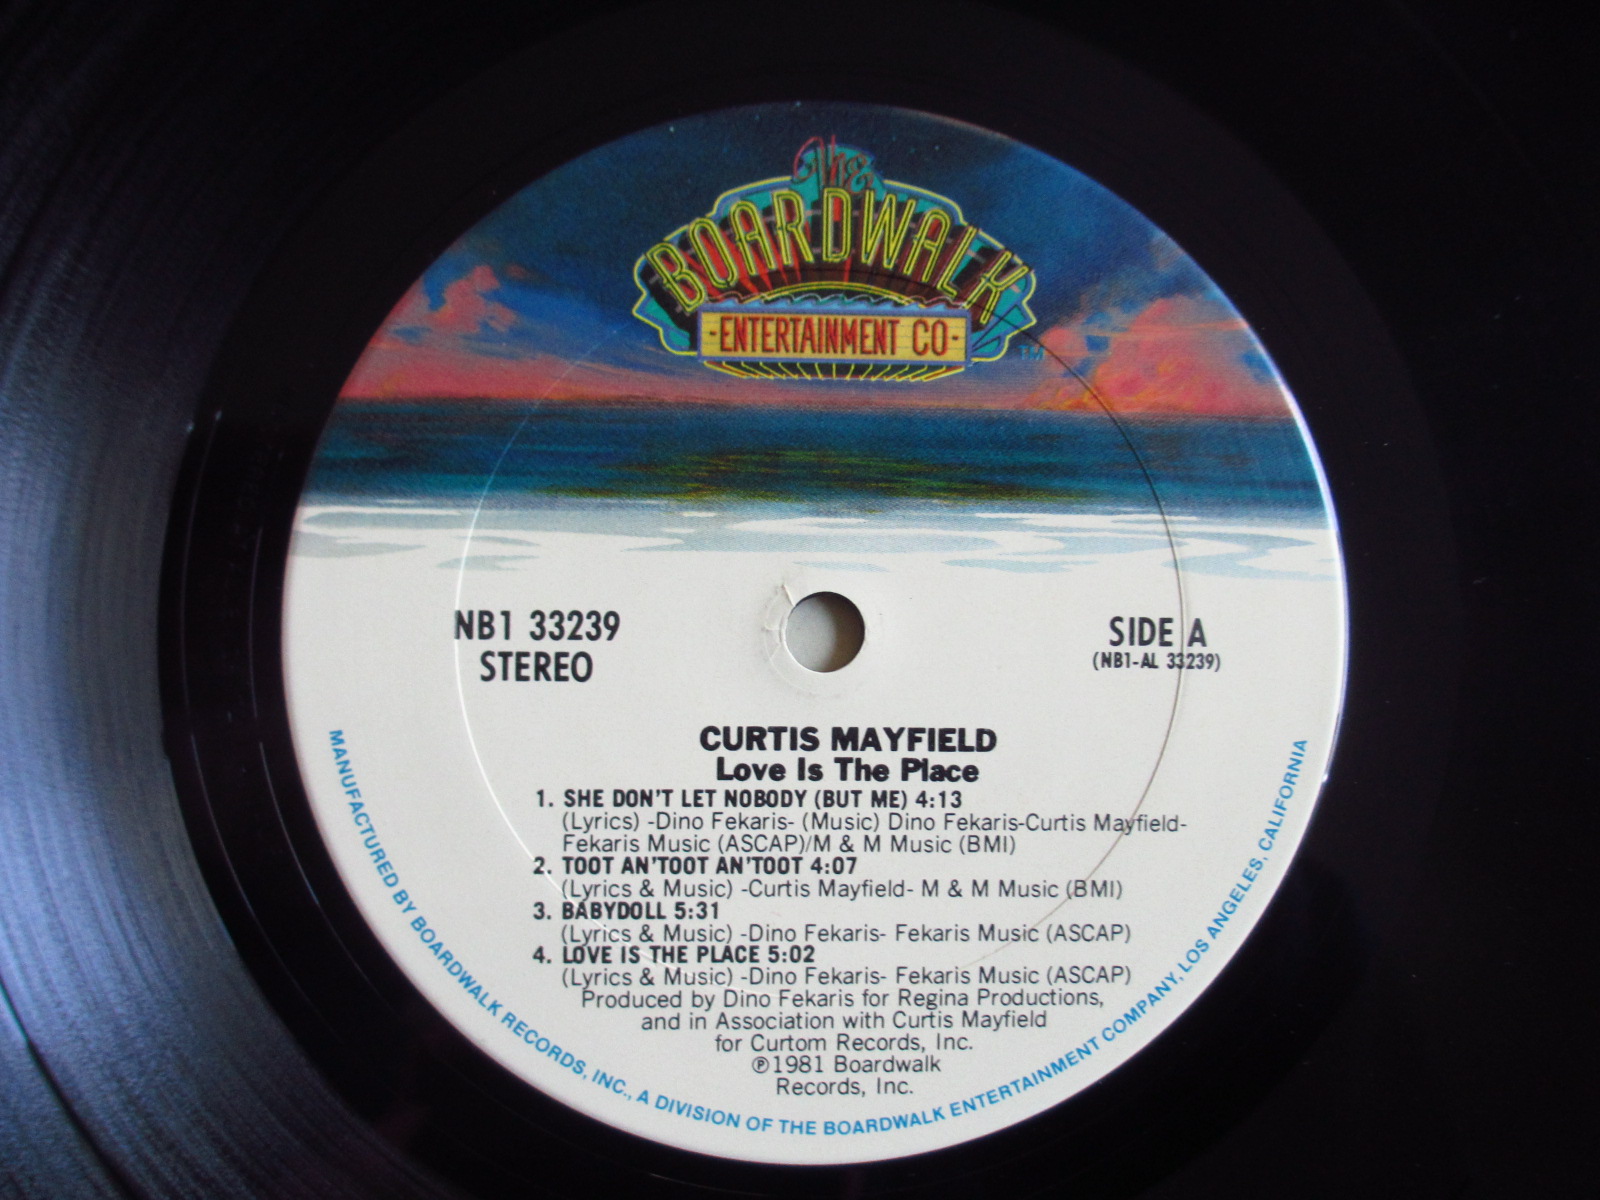 The
BOARDWALK
-ENTERTAINMENT CO-
TM
NB1 33239
STEREO
SIDE A
(NB1-AL 33239)
CURTIS MAYFIELD
Love Is The Place
1. SHE DON'T LET NOBODY (BUT ME) 4:13
(Lyrics) -Dino Fekaris- (Music) Dino Fekaris-Curtis Mayfield-
Fekaris Music (ASCAP)/M & M Music (BMI)
2. TOOT AN'TOOT AN'TOOT 4:07
(Lyrics & Music) -Curtis Mayfield- M & M Music (BMI)
3. BABYDOLL 5:31
(Lyrics & Music) -Dino Fekaris- Fekaris Music (ASCAP)
4. LOVE IS THE PLACE 5:02
(Lyrics & Music) -Dino Fekaris- Fekaris Music (ASCAP)
Produced by Dino Fekaris for Regina Productions,
and in Association with Curtis Mayfield
for Curtom Records, Inc.
℗1981 Boardwalk
Records, Inc.
MANUFACTURED BY BOARDWALK RECORDS, INC., A DIVISION OF THE BOARDWALK ENTERTAINMENT COMPANY, LOS ANGELES, CALIFORNIA